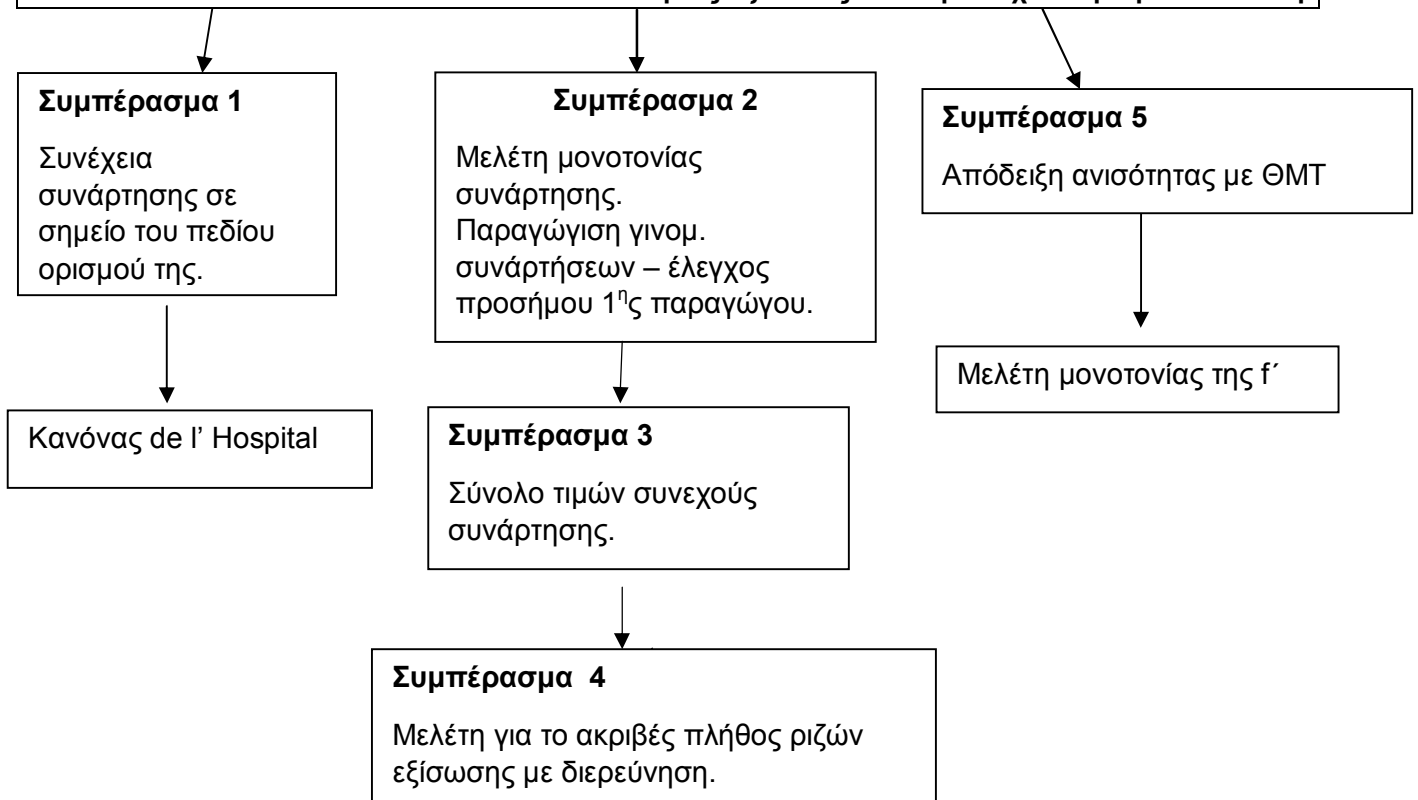 Συμπέρασμα 1
Συνέχεια
συνάρτησης σε
σημείο του πεδίου
ορισμού της.
Συμπέρασμα 2
Μελέτη μονοτονίας
συνάρτησης.
Παραγώγιση γινομ.
συνάρτήσεων – έλεγχος
προσήμου 1ης παραγώγου.
Συμπέρασμα 5
Απόδειξη ανισότητας με ΘΜΤ
Μελέτη μονοτονίας της f΄
Κανόνας de l’ Hospital
Συμπέρασμα 3
Σύνολο τιμών συνεχούς
συνάρτησης.
Συμπέρασμα 4
Μελέτη για το ακριβές πλήθος ριζών
εξίσωσης με διερεύνηση.